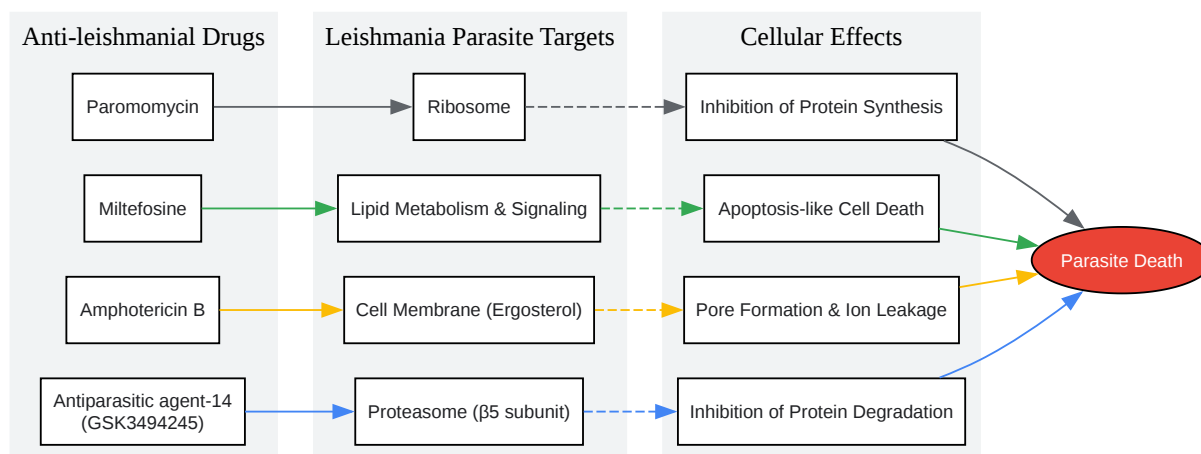 Anti-leishmanial Drugs
Leishmania Parasite Targets
Cellular Effects
Paromomycin
Ribosome
Inhibition of Protein Synthesis
Miltefosine
Lipid Metabolism & Signaling
Apoptosis-like Cell Death
Parasite Death
Amphotericin B
Cell Membrane (Ergosterol)
Pore Formation & Ion Leakage
Antiparasitic agent-14
(GSK3494245)
Proteasome (β5 subunit)
Inhibition of Protein Degradation